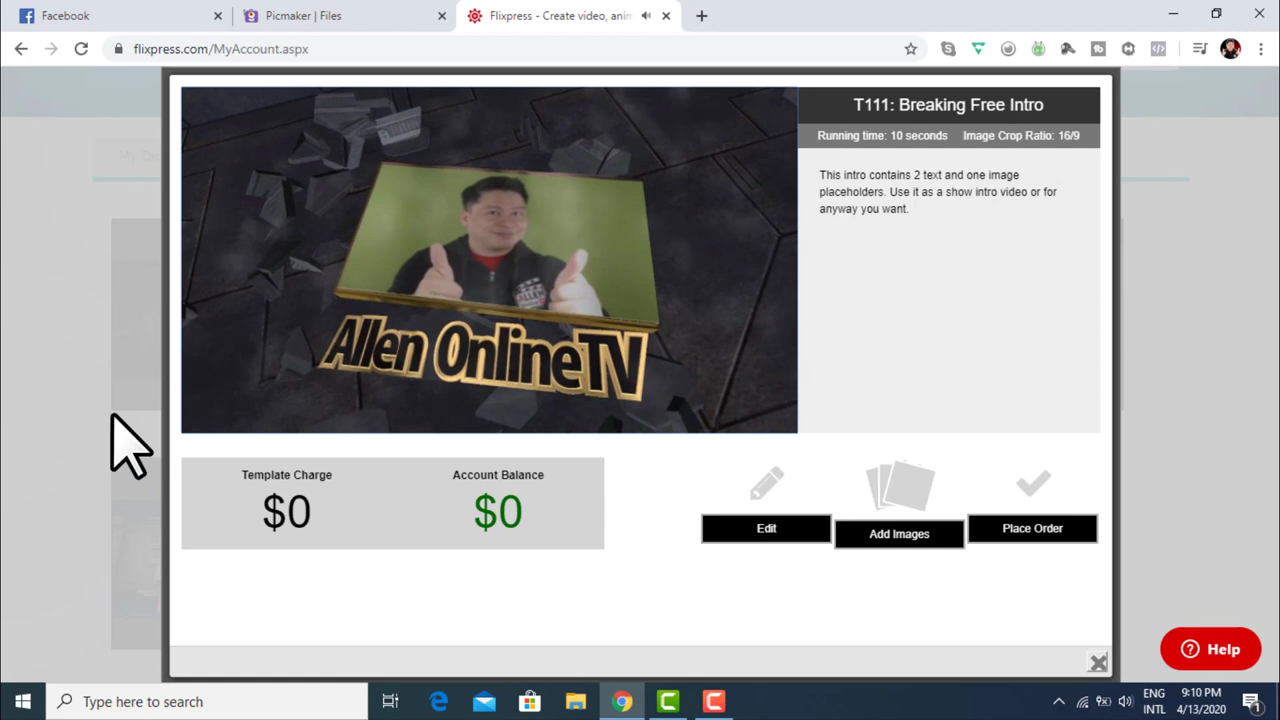 Facebook
Picmaker | Files
Flixpress - Create video, anim
flixpress.com/MyAccount.aspx
T111: Breaking Free Intro
Running time: 10 seconds Image Crop Ratio: 16/9
This intro contains 2 text and one image
placeholders. Use it as a show intro video or for
anyway you want.
Allen OnlineTV
Template Charge
$0
Account Balance
$0
Edit
Add Images
Place Order
Help
Type here to search
ENG
INTL
9:10 PM
4/13/2020